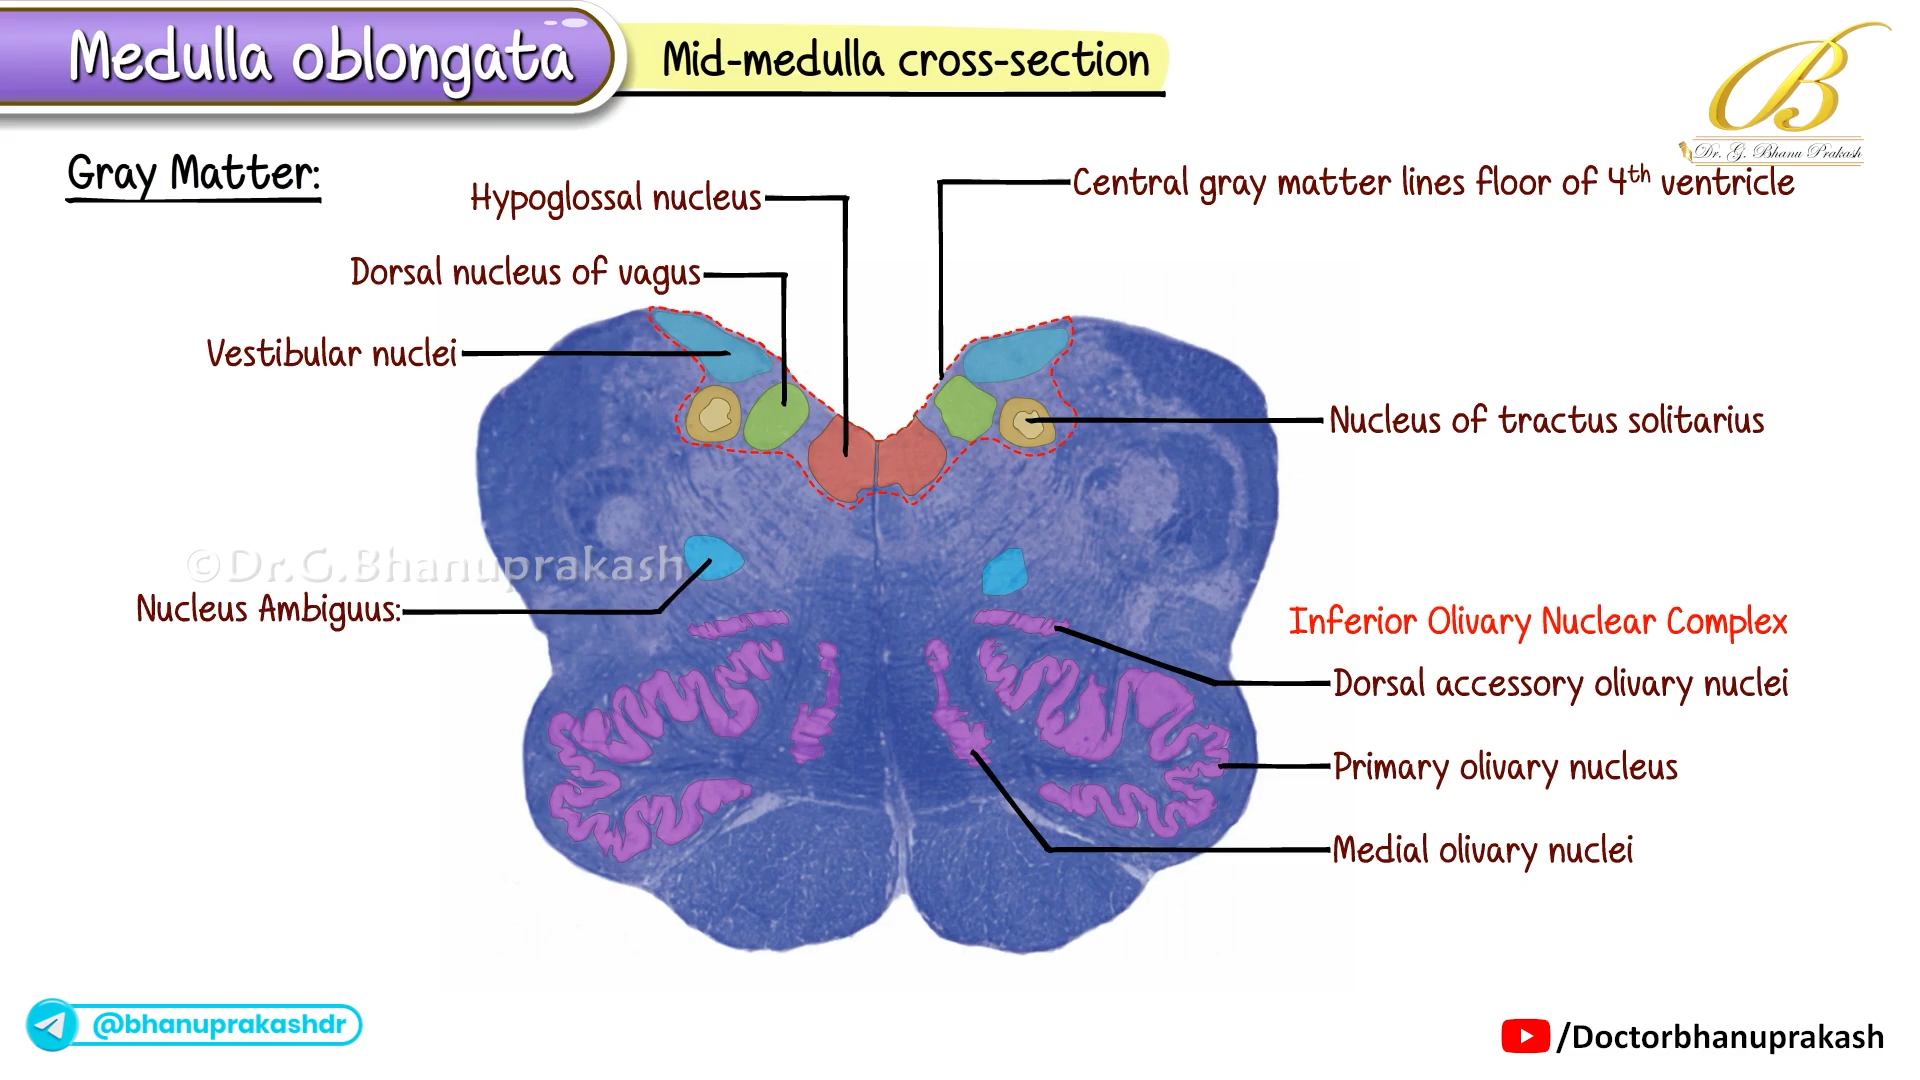 Medulla oblongata
Mid-medulla cross-section
B
Dr. G. Bhanu Prakash
Gray Matter:
Hypoglossal nucleus
Central gray matter lines floor of 4th ventricle
Dorsal nucleus of vagus
Vestibular nuclei
Nucleus of tractus solitarius
©Dr.G.Bhanuprakash
Nucleus Ambiguus:
Inferior Olivary Nuclear Complex
Dorsal accessory olivary nuclei
Primary olivary nucleus
Medial olivary nuclei
@bhanuprakashdr
/Doctorbhanuprakash